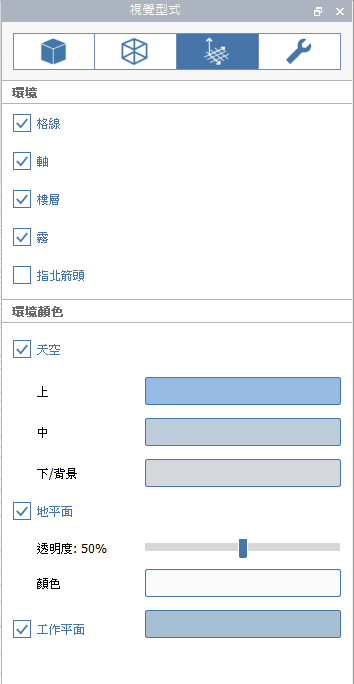 視覺型式
環境
格線
軸
樓層
霧
指北箭頭
環境顏色
天空
上
中
下/背景
地平面
透明度: 50%
顏色
工作平面